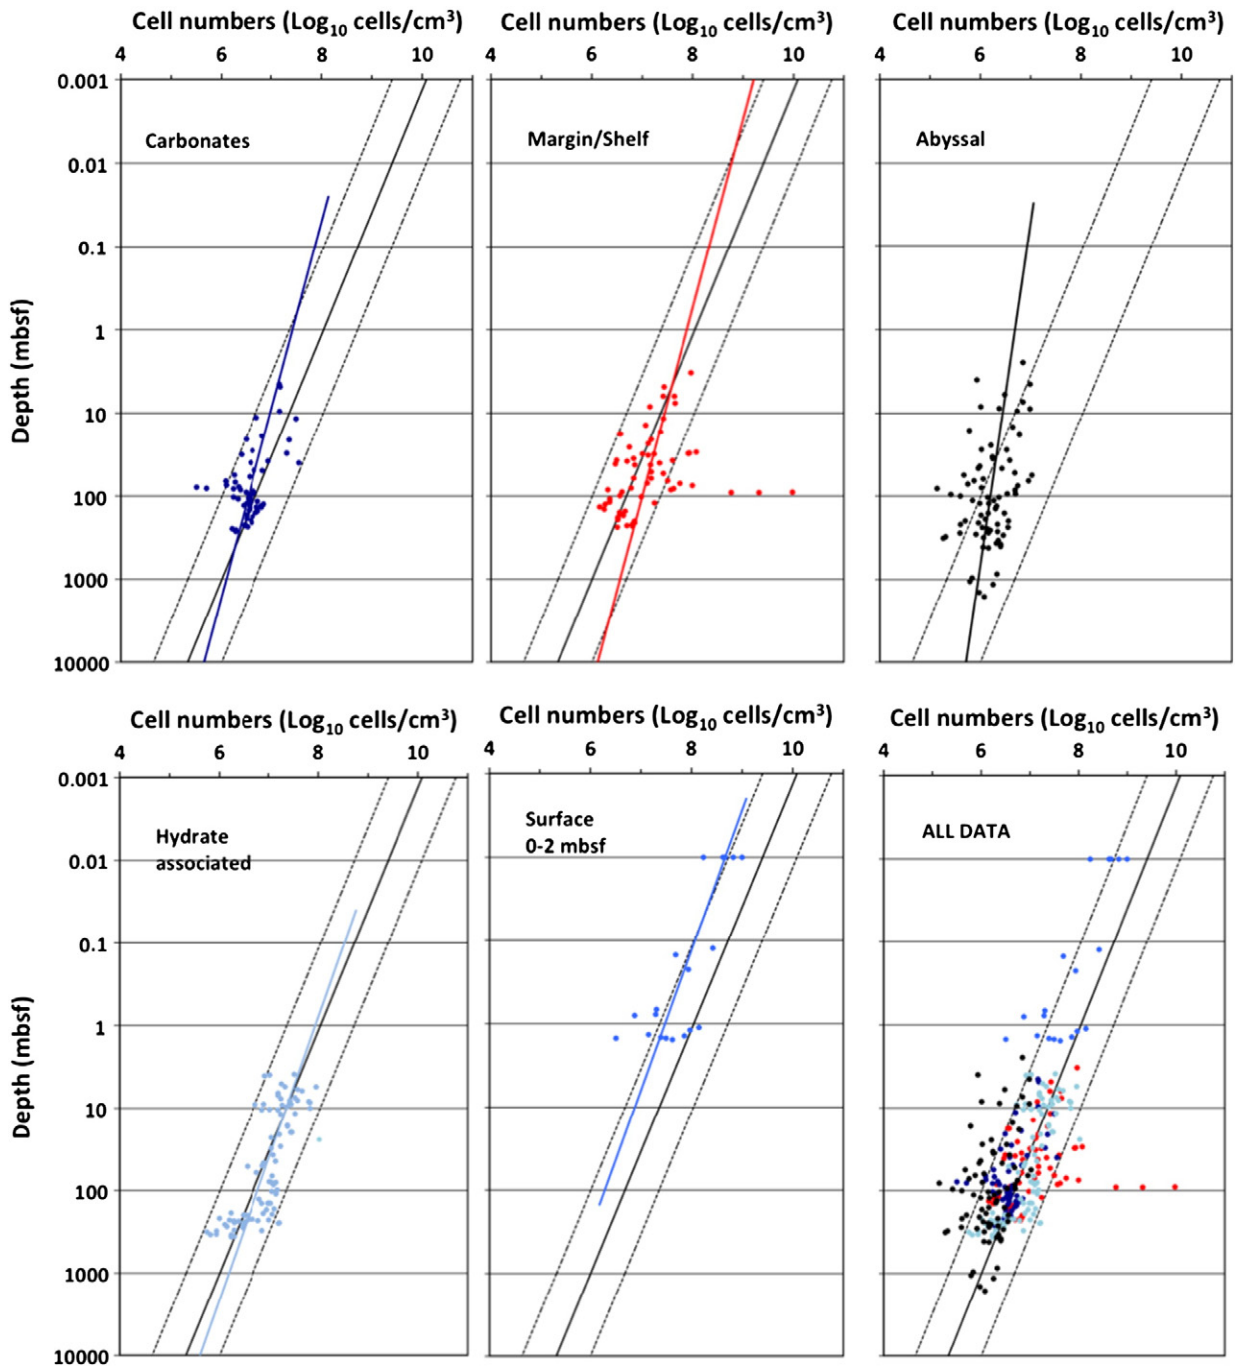 Cell numbers (Log10 cells/cm3) Cell numbers (Log10 cells/cm3) Cell numbers (Log10 cells/cm3)
4 6 8 10 4 6 8 10 4 6 8 10
0.001
Carbonates Margin/Shelf Abyssal
0.01
0.1
1
10
100
1000
10000
Depth (mbsf)
Cell numbers (Log10 cells/cm3) Cell numbers (Log10 cells/cm3) Cell numbers (Log10 cells/cm3)
4 6 8 10 4 6 8 10 4 6 8 10
0.001
Hydrate
associated
Surface
0-2 mbsf
ALL DATA
0.01
0.1
1
10
100
1000
10000
Depth (mbsf)